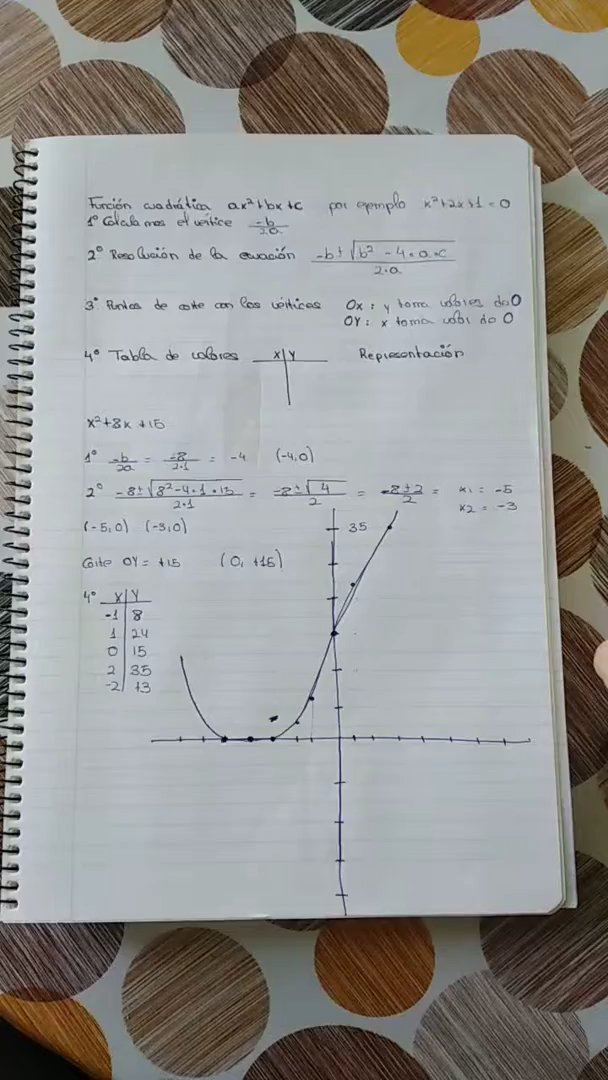 Función cuadrática ax²+bx+c por ejemplo x²+2x+1=0
1º Calculamos el vértice -b/2a
2º Resolución de la ecuación -b±√b²-4·a·c / 2·a
3º Puntos de corte con los vértices OX: y toma valores de 0
OY: x toma valor de 0
4º Tabla de valores x|y Representación
x²+8x+15
1º -b/2a = -8/2·1 = -4 (-4,0)
2º -8±√8²-4·1·15 / 2·1 = -8±√4 / 2 = -8±2 / 2 = x1 = -5
x2 = -3
(-5,0) (-3,0) 35
Corte OY = +15 (0, +15)
4º X|Y
-1|8
1|24
0|15
2|35
-2|+3